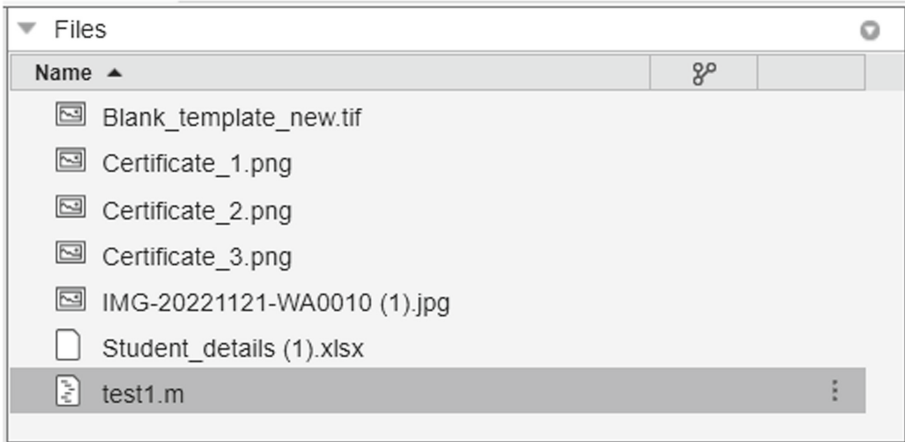 Files
Name
Blank_template_new.tif
Certificate_1.png
Certificate_2.png
Certificate_3.png
IMG-20221121-WA0010 (1).jpg
Student_details (1).xlsx
test1.m